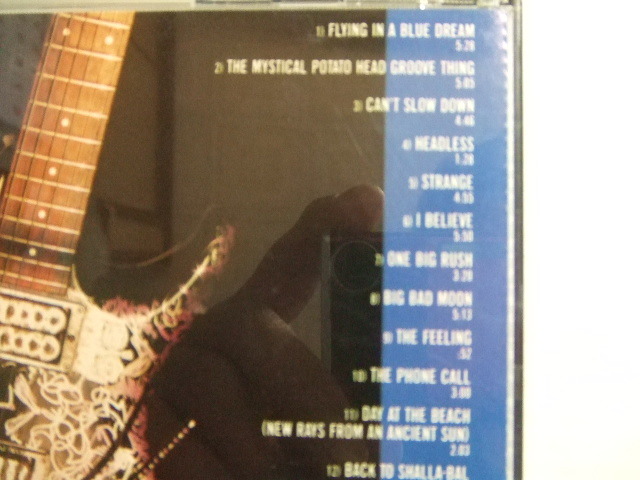 1) FLYING IN A BLUE DREAM
5:28
2) THE MYSTICAL POTATO HEAD GROOVE THING
5:05
3) CAN'T SLOW DOWN
4:46
4) HEADLESS
1:28
5) STRANGE
4:55
6) I BELIEVE
5:50
7) ONE BIG RUSH
3:20
8) BIG BAD MOON
5:13
9) THE FEELING
:52
10) THE PHONE CALL
3:00
11) DAY AT THE BEACH
(NEW RAYS FROM AN ANCIENT SUN)
2:03
12) BACK TO SHALLA-BAL